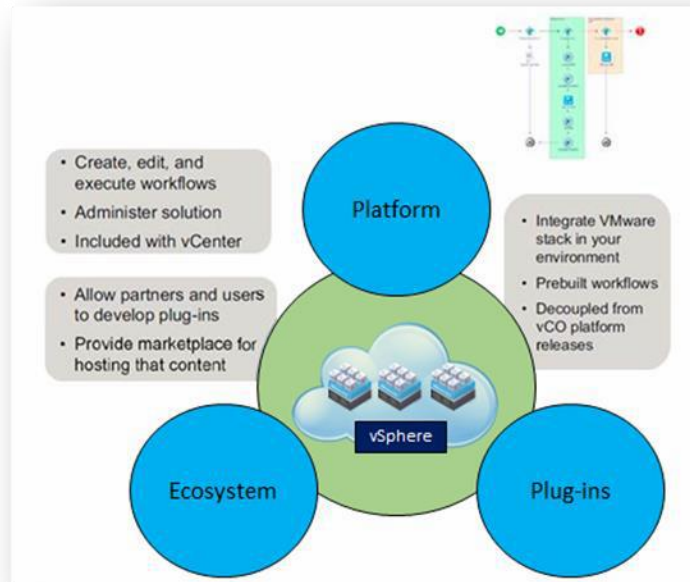 • Create, edit, and
execute workflows
• Administer solution
• Included with vCenter
Platform
• Integrate VMware
stack in your
environment
• Prebuilt workflows
• Decoupled from
vCO platform
releases
• Allow partners and users
to develop plug-ins
• Provide marketplace for
hosting that content
vSphere
Ecosystem
Plug-ins